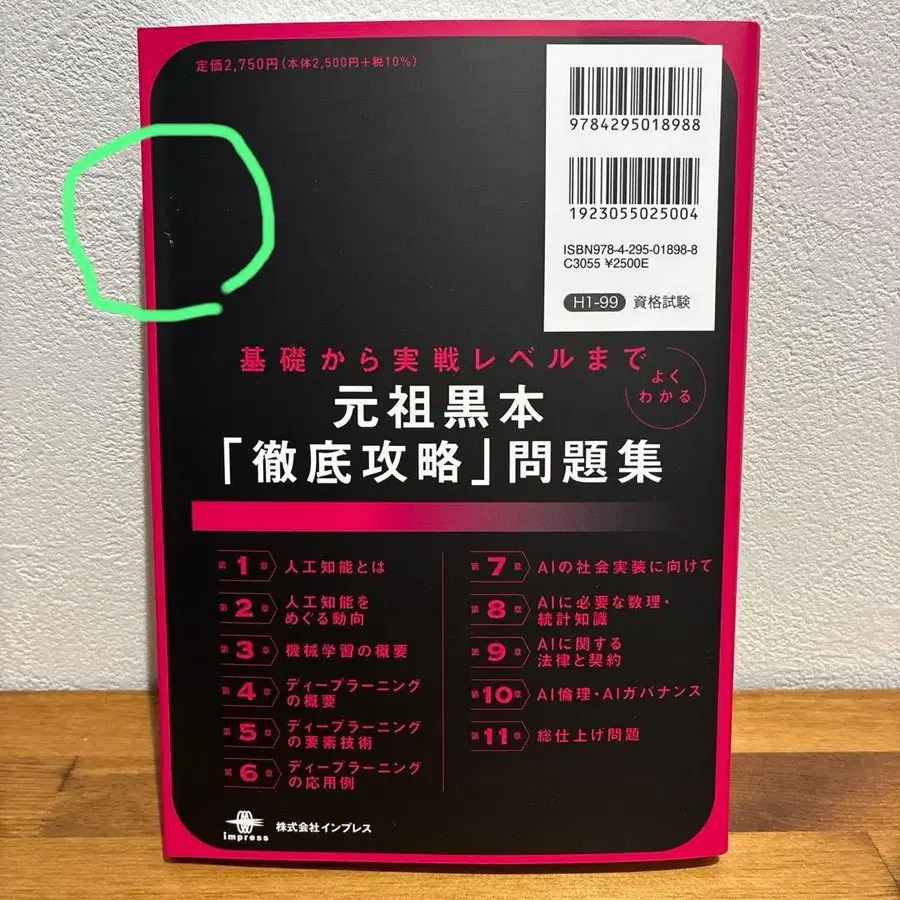 定価2,750円(本体2,500円+税10%)
9784295018988
1923055025004
ISBN978-4-295-01898-8
C3055 ¥2500E
H1-99 資格試験
基礎から実戦レベルまで
よく
わかる
元祖黒本
「徹底攻略」問題集
第1章 人工知能とは
第2章 人工知能を
めぐる動向
第3章 機械学習の概要
第4章 ディープラーニング
の概要
第5章 ディープラーニング
の要素技術
第6章 ディープラーニング
の応用例
第7章 AIの社会実装に向けて
第8章 AIに必要な数理・
統計知識
第9章 AIに関する
法律と契約
第10章 AI倫理・AIガバナンス
第11章 総仕上げ問題
impress 株式会社インプレス